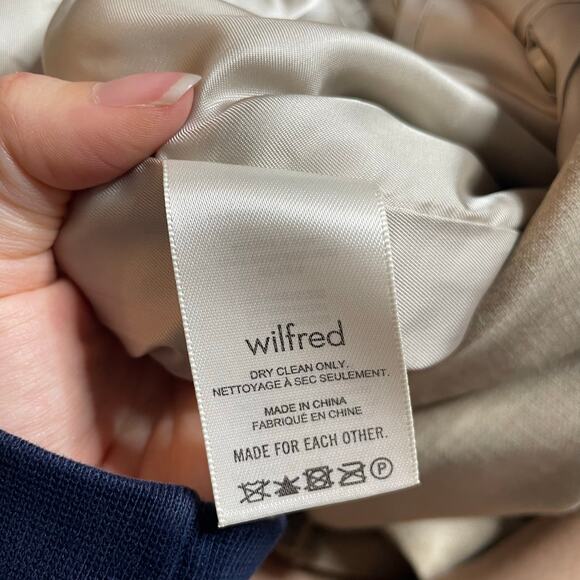 wilfred
DRY CLEAN ONLY.
NETTOYAGE À SEC SEULEMENT.
MADE IN CHINA
FABRIQUÉ EN CHINE
MADE FOR EACH OTHER.
P